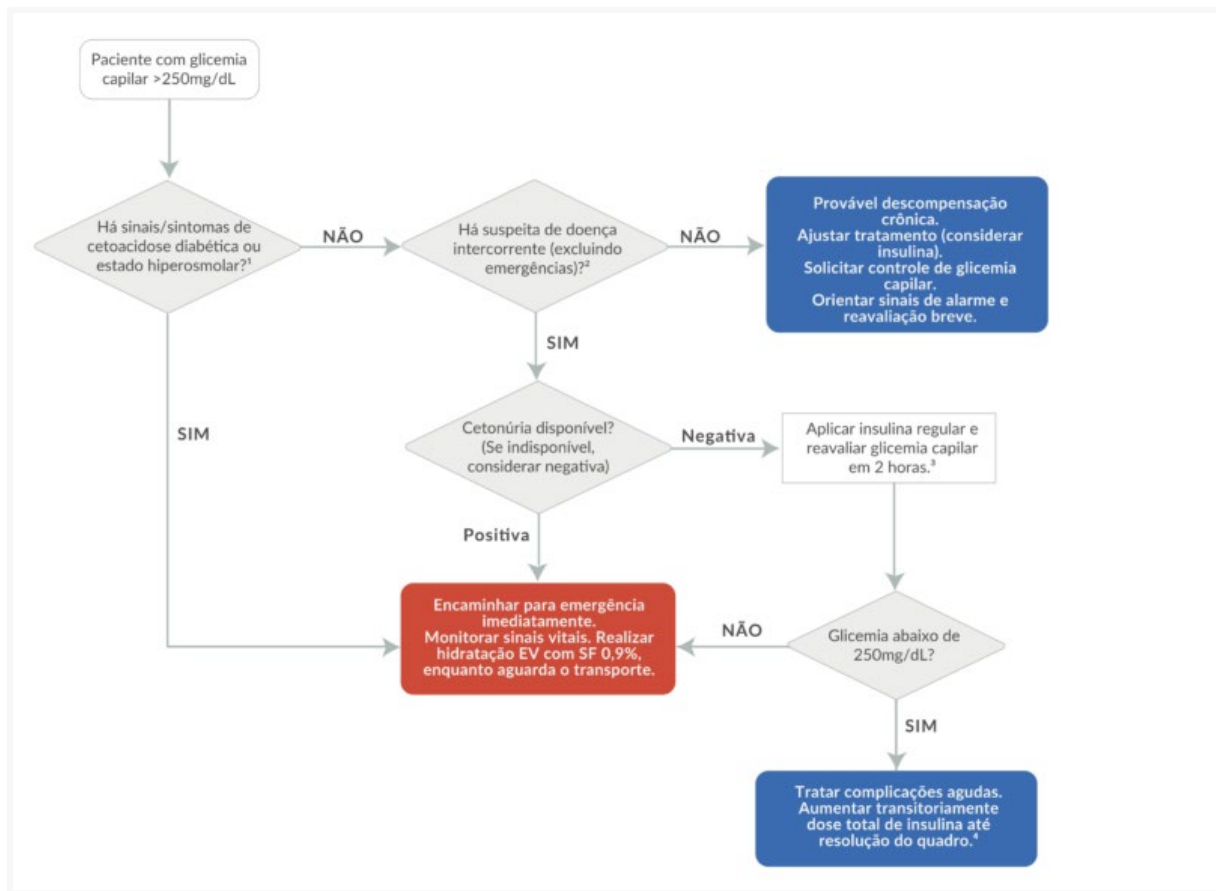 Paciente com glicemia
capilar >250mg/dL
Há sinais/sintomas de
cetoacidose diabética ou
estado hiperosmolar?¹
NÃO
Há suspeita de doença
intercorrente (excluindo
emergências)?²
NÃO
Provável descompensação
crônica.
Ajustar tratamento (considerar
insulina).
Solicitar controle de glicemia
capilar.
Orientar sinais de alarme e
reavaliação breve.
SIM
SIM
Cetonúria disponível?
(Se indisponível,
considerar negativa)
Negativa
Aplicar insulina regular e
reavaliar glicemia capilar
em 2 horas.³
Positiva
Encaminhar para emergência
imediatamente.
Monitorar sinais vitais. Realizar
hidratação EV com SF 0,9%,
enquanto aguarda o transporte.
NÃO
Glicemia abaixo de
250mg/dL?
SIM
Tratar complicações agudas.
Aumentar transitoriamente
dose total de insulina até
resolução do quadro.⁴